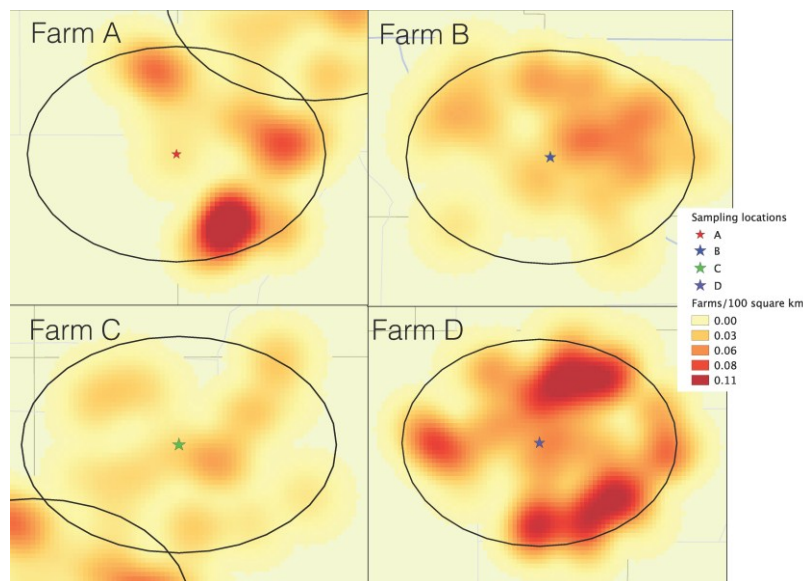 Farm A
Farm B
Farm C
Farm D
Sampling locations
A
B
C
D
Farms/100 square km
0.00
0.03
0.06
0.08
0.11